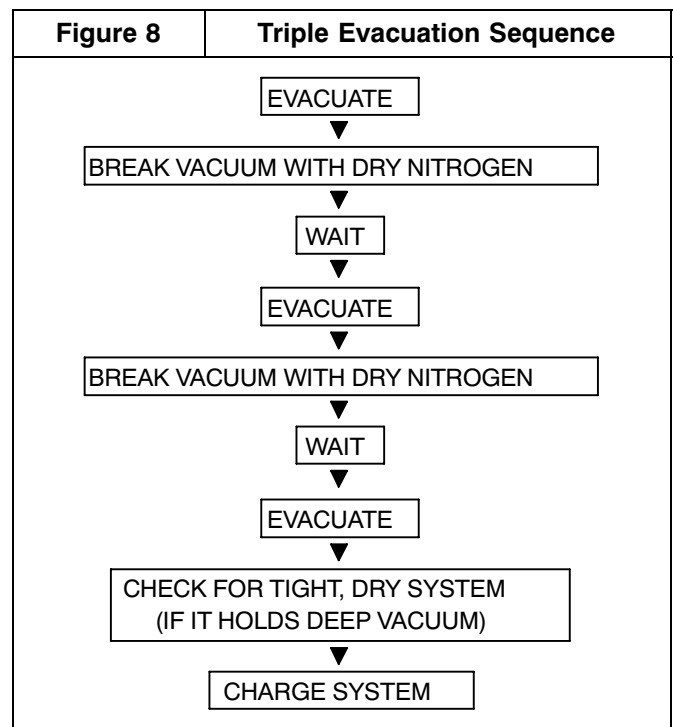 Figure 8 Triple Evacuation Sequence
EVACUATE
BREAK VACUUM WITH DRY NITROGEN
WAIT
EVACUATE
BREAK VACUUM WITH DRY NITROGEN
WAIT
EVACUATE
CHECK FOR TIGHT, DRY SYSTEM
(IF IT HOLDS DEEP VACUUM)
CHARGE SYSTEM